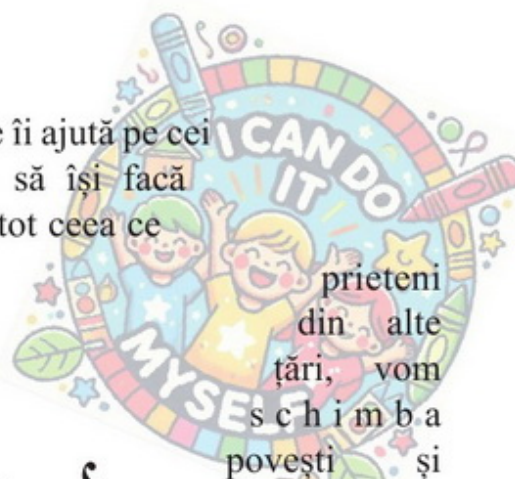 e îi ajută pe cei
să își facă
tot ceea ce
I CAN DO
IT
MYSELF
prieteni
din alte
țări, vom
schimba
povești și